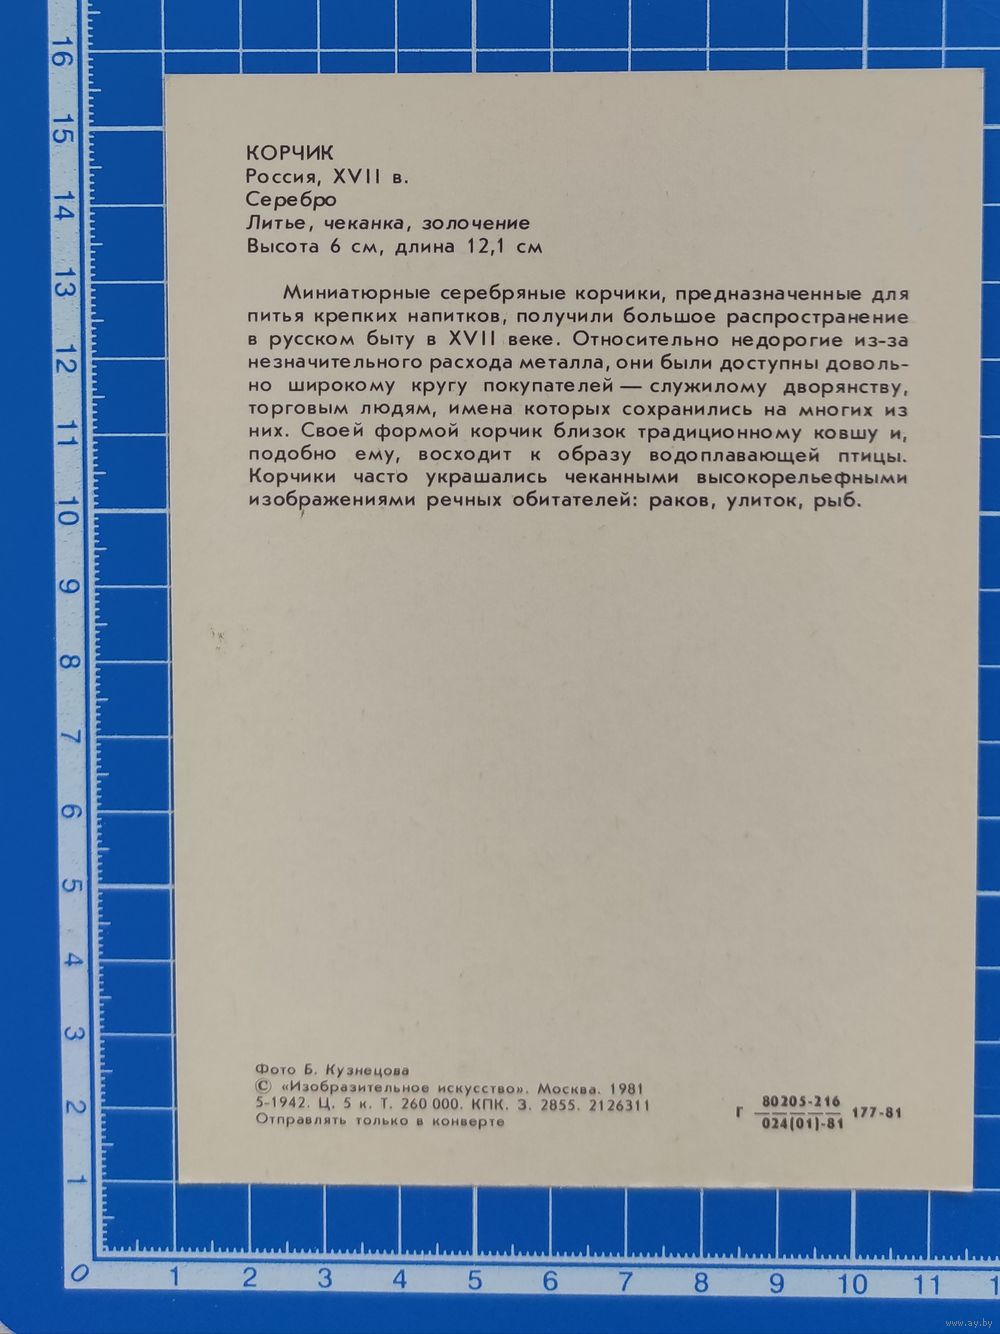 КОРЧИК
Россия, XVII в.
Серебро
Литье, чеканка, золочение
Высота 6 см, длина 12,1 см
Миниатюрные серебряные корчики, предназначенные для
питья крепких напитков, получили большое распространение
в русском быту в XVII веке. Относительно недорогие из-за
незначительного расхода металла, они были доступны доволь-
но широкому кругу покупателей — служилому дворянству,
торговым людям, имена которых сохранились на многих из
них. Своей формой корчик близок традиционному ковшу и,
подобно ему, восходит к образу водоплавающей птицы.
Корчики часто украшались чеканными высокорельефными
изображениями речных обитателей: раков, улиток, рыб.
Фото Б. Кузнецова
© «Изобразительное искусство». Москва. 1981
5-1942. Ц. 5 к. Т. 260 000. КПК. З. 2855. 2126311
Отправлять только в конверте
Г 80205-216 177-81
024(01)-81
16
15
14
13
12
11
10
9
8
7
6
5
4
3
2
1
0 1 2 3 4 5 6 7 8 9 10 11 1
www.ay.by